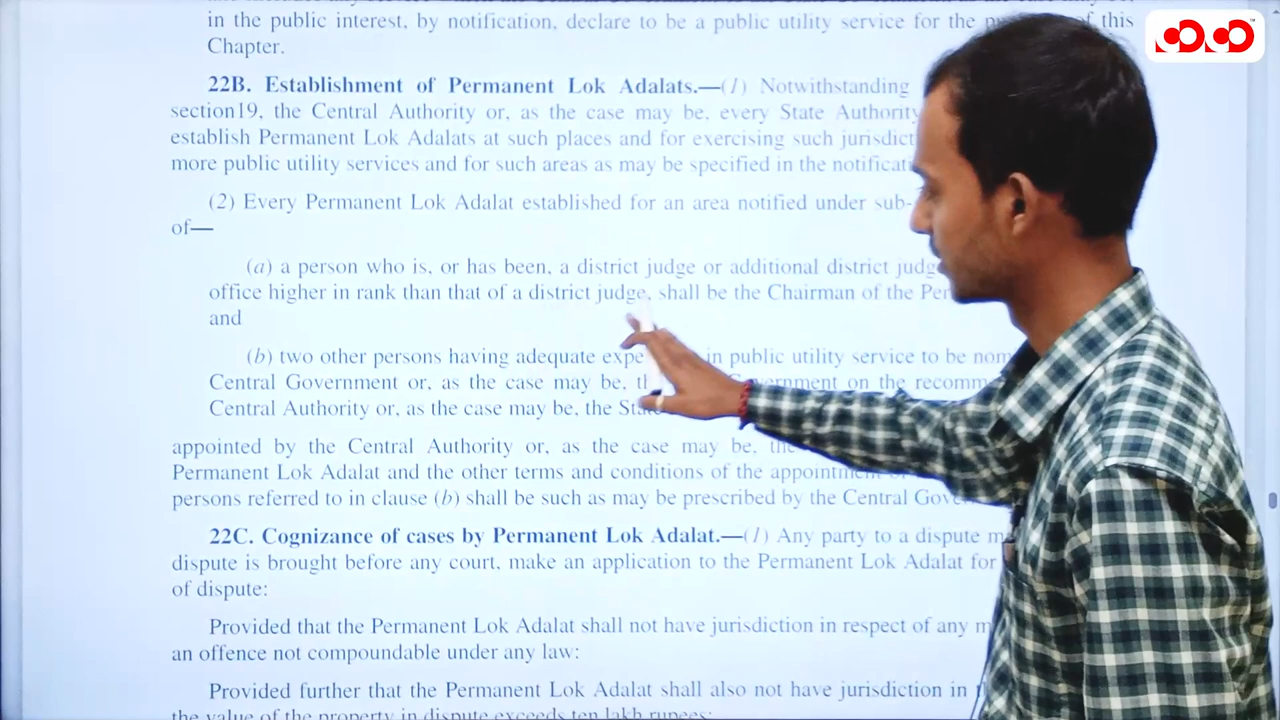 in the public interest, by notification, declare to be a public utility service for the of this
Chapter.
22B. Establishment of Permanent Lok Adalats.—(1) Notwithstanding
section19, the Central Authority or, as the case may be, every State Authority
establish Permanent Lok Adalats at such places and for exercising such
more public utility services and for such areas as may be specified in the
(2) Every Permanent Lok Adalat established for an area notified under sub-
of—
(a) a person who is, or has been, a district judge or additional district
office higher in rank than that of a district judge, shall be the Chairman of the
and
(b) two other persons having adequate in public utility service to be
Central Government or, as the case may be, on the
Central Authority or, as the case may be, the
appointed by the Central Authority or, as the case may be,
Permanent Lok Adalat and the other terms and conditions of the
persons referred to in clause (b) shall be such as may be prescribed by the Central
22C. Cognizance of cases by Permanent Lok Adalat.—(1) Any party to a dispute
dispute is brought before any court, make an application to the Permanent Lok Adalat for
of dispute:
Provided that the Permanent Lok Adalat shall not have jurisdiction in respect of any
an offence not compoundable under any law:
Provided further that the Permanent Lok Adalat shall also not have jurisdiction in
the value of the property in dispute exceeds ten lakh rupees: